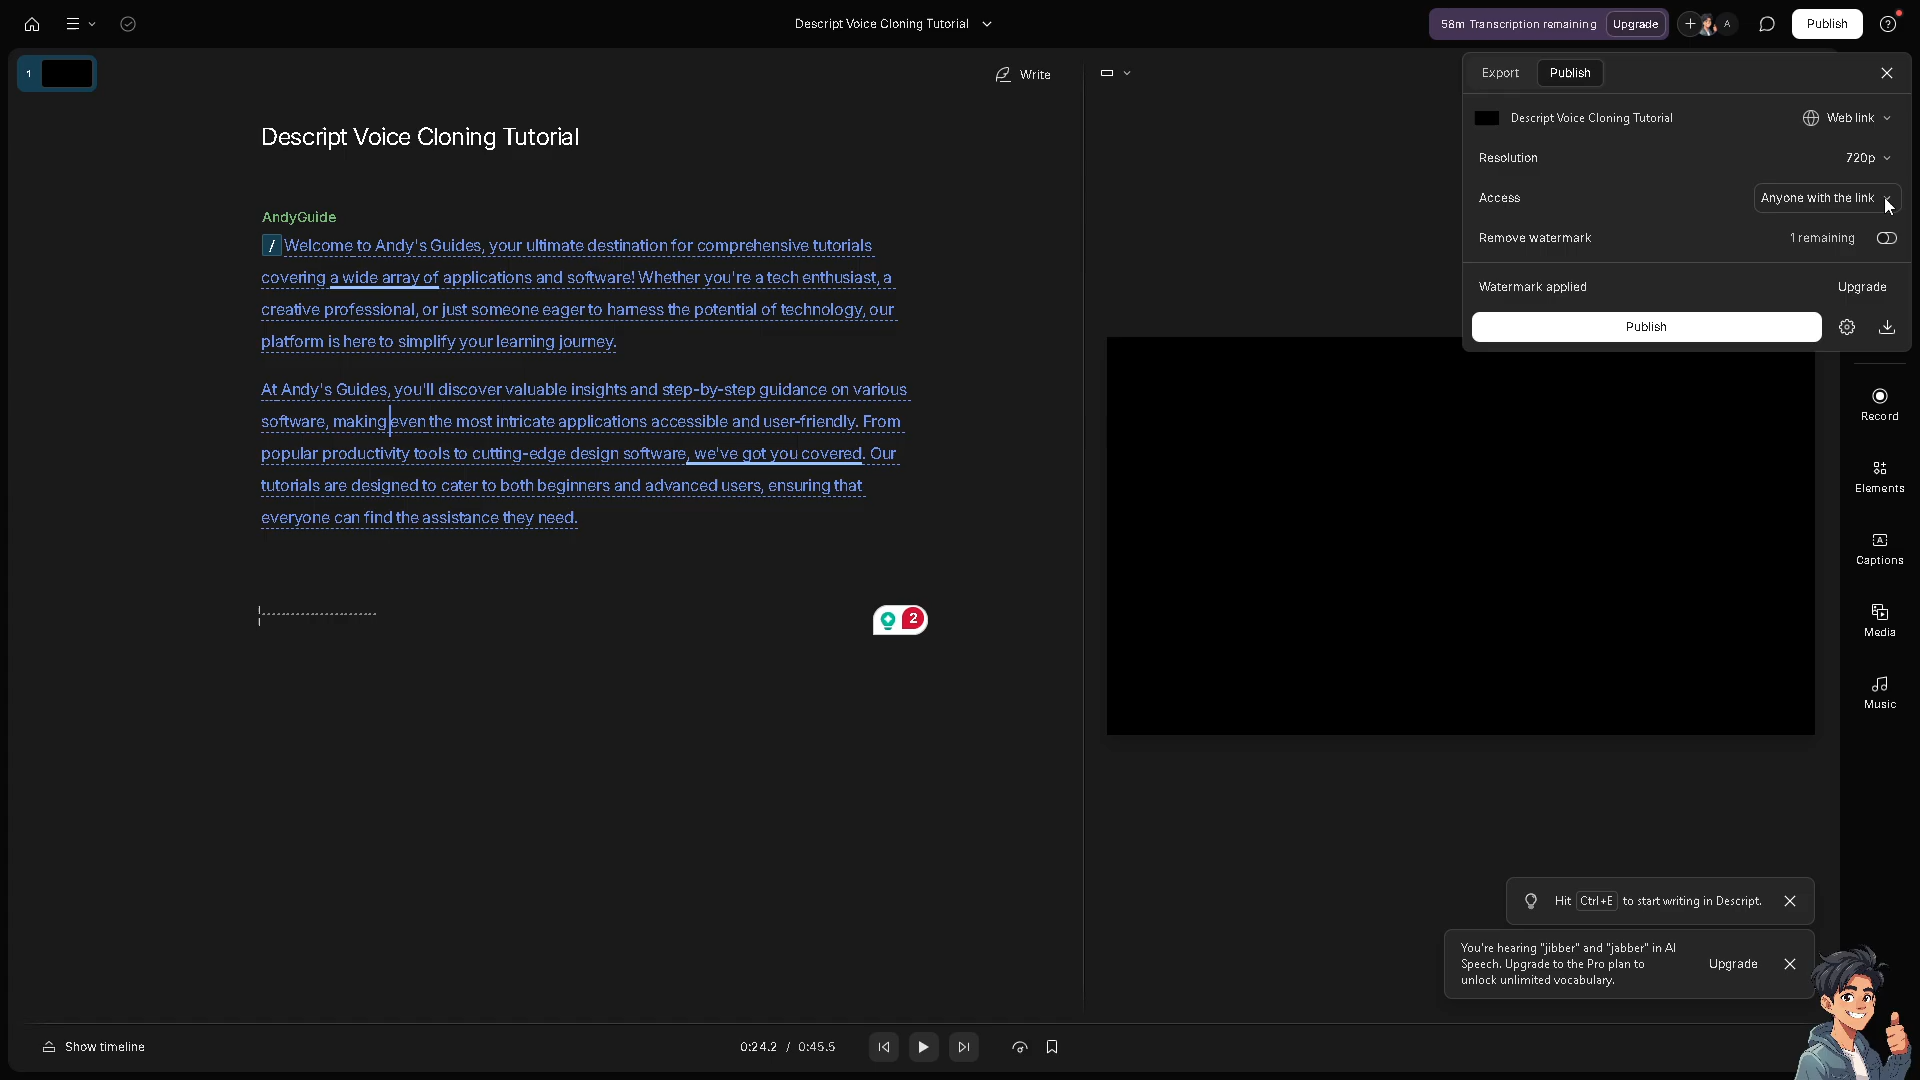 Descript Voice Cloning Tutorial
58m Transcription remaining
Upgrade
A
Publish
1
Write
Export
Publish
Descript Voice Cloning Tutorial
Web link
Resolution
720p
Access
Anyone with the link
Remove watermark
1 remaining
Watermark applied
Upgrade
Publish
Descript Voice Cloning Tutorial
AndyGuide
/ Welcome to Andy's Guides, your ultimate destination for comprehensive tutorials
covering a wide array of applications and software! Whether you're a tech enthusiast, a
creative professional, or just someone eager to harness the potential of technology, our
platform is here to simplify your learning journey.
At Andy's Guides, you'll discover valuable insights and step-by-step guidance on various
software, making even the most intricate applications accessible and user-friendly. From
popular productivity tools to cutting-edge design software, we've got you covered. Our
tutorials are designed to cater to both beginners and advanced users, ensuring that
everyone can find the assistance they need.
2
Record
Elements
Captions
Media
Music
Hit Ctrl+E to start writing in Descript.
You're hearing "jibber" and "jabber" in AI
Speech. Upgrade to the Pro plan to
unlock unlimited vocabulary.
Upgrade
Show timeline
0:24.2 / 0:45.5